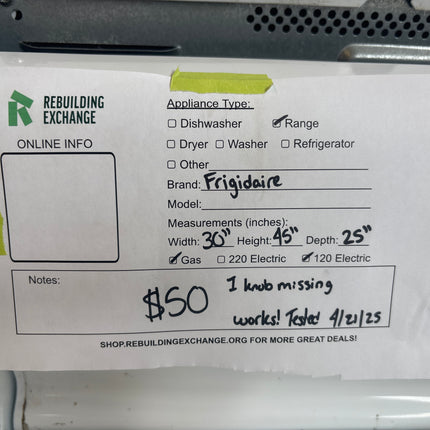 REBUILDING
EXCHANGE
ONLINE INFO
Appliance Type:
Dishwasher Range
Dryer Washer Refrigerator
Other
Brand: Frigidaire
Model:
Measurements (inches):
Width: 30" Height: 45" Depth: 25"
Gas 220 Electric 120 Electric
Notes:
$50 1 knob missing
works! Tested 4/21/25
SHOP.REBUILDINGEXCHANGE.ORG FOR MORE GREAT DEALS!